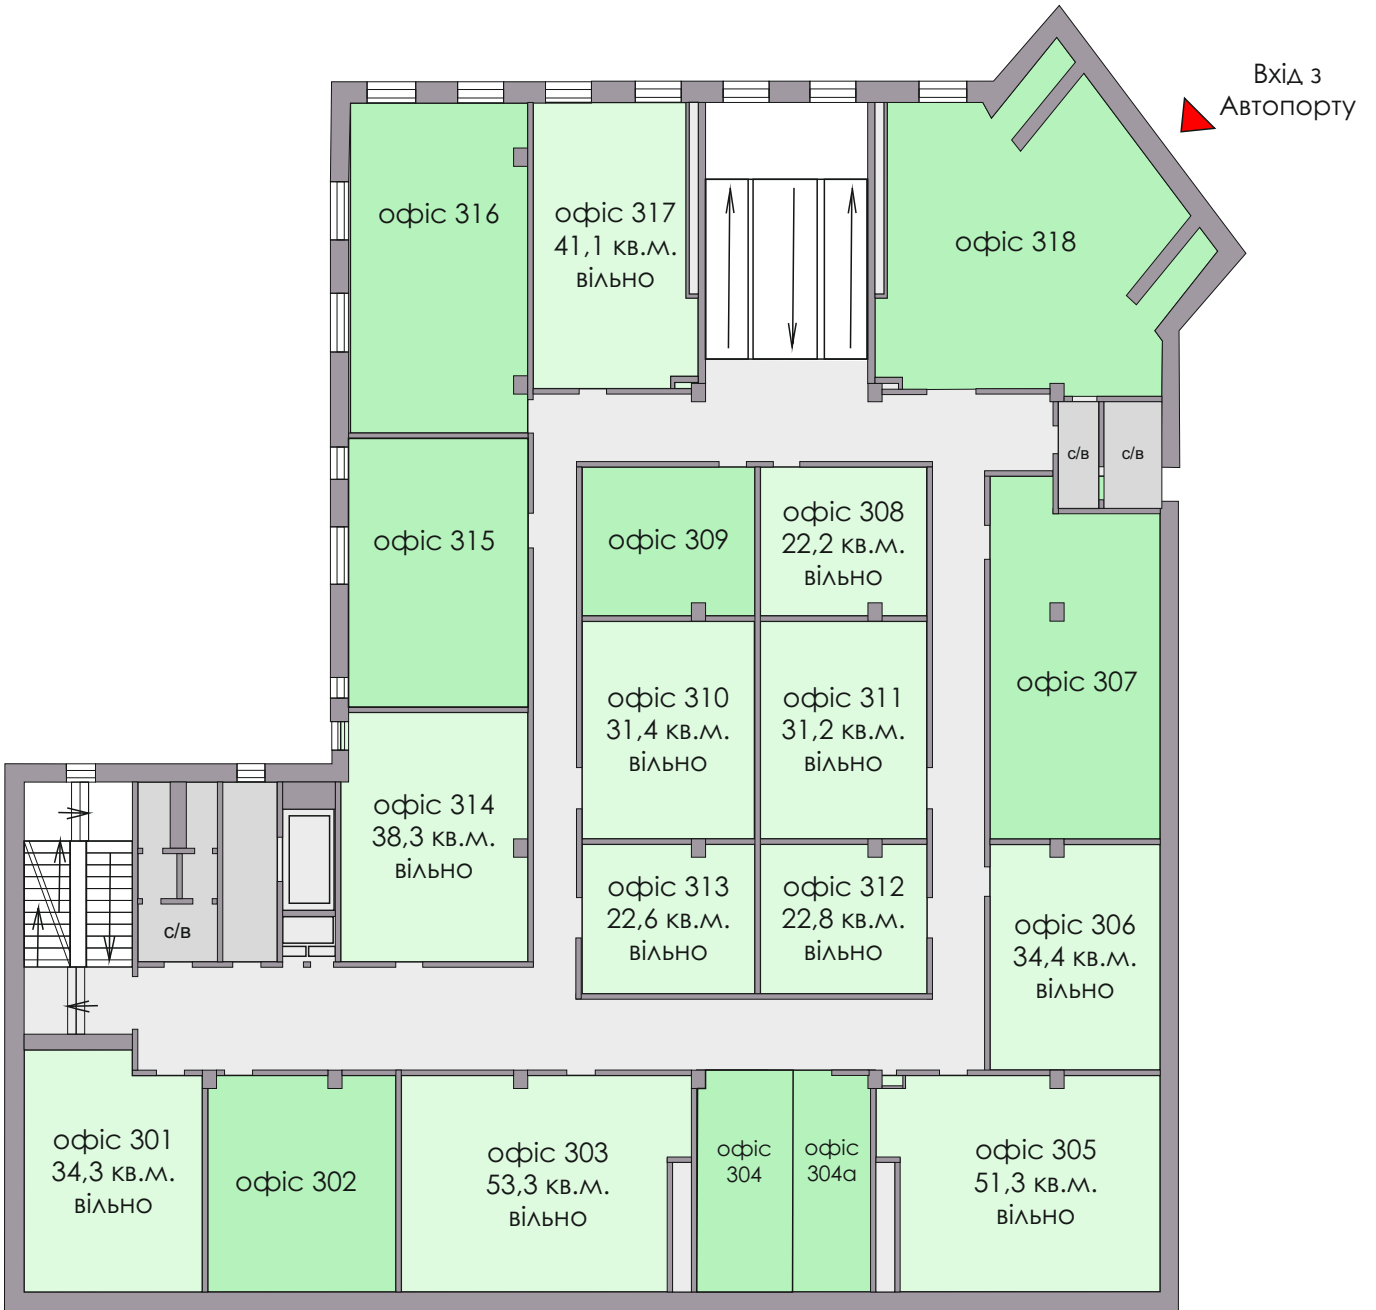 Вхід з
Автопорту
офіс 316
офіс 317
41,1 кв.м.
вільно
офіс 318
с/в
с/в
офіс 315
офіс 309
офіс 308
22,2 кв.м.
вільно
офіс 310
31,4 кв.м.
вільно
офіс 311
31,2 кв.м.
вільно
офіс 307
офіс 314
38,3 кв.м.
вільно
офіс 313
22,6 кв.м.
вільно
офіс 312
22,8 кв.м.
вільно
с/в
офіс 306
34,4 кв.м.
вільно
офіс 301
34,3 кв.м.
вільно
офіс 302
офіс 303
53,3 кв.м.
вільно
офіс
304
офіс
304а
офіс 305
51,3 кв.м.
вільно